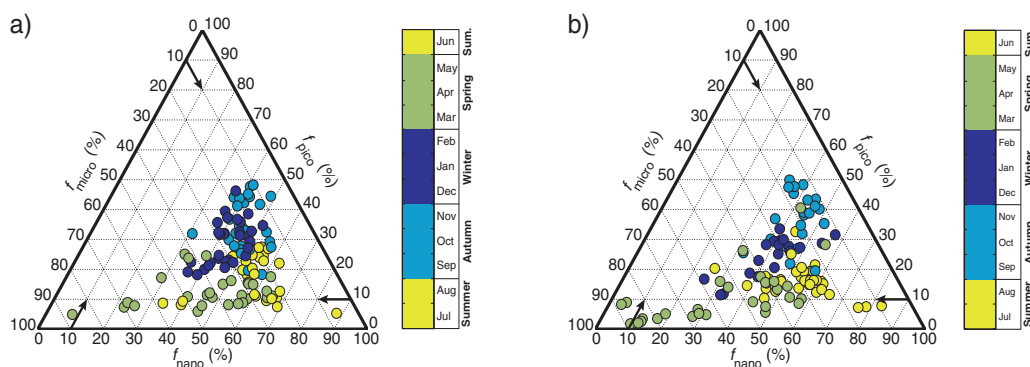 a)
0 100
10 90
20 80
30 70
40 60
f micro (%)
f pico (%)
50 50
60 40
70 30
80 20
90 10
100 0
0 10 20 30 40 50 60 70 80 90 100
f nano (%)
Jun
May
Apr
Mar
Feb
Jan
Dec
Nov
Oct
Sep
Aug
Jul
Sum.
Spring
Winter
Autumn
Summer
b)
0 100
10 90
20 80
30 70
40 60
f micro (%)
f pico (%)
50 50
60 40
70 30
80 20
90 10
100 0
0 10 20 30 40 50 60 70 80 90 100
f nano (%)
Jun
May
Apr
Mar
Feb
Jan
Dec
Nov
Oct
Sep
Aug
Jul
Sum.
Spring
Winter
Autumn
Summer